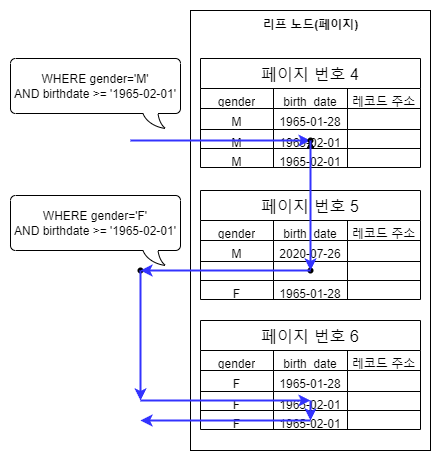 리프 노드(페이지)
WHERE gender='M'
AND birthdate >= '1965-02-01'
페이지 번호 4
gender birth_date 레코드 주소
M 1965-01-28
M 1965-02-01
M 1965-02-01
WHERE gender='F'
AND birthdate >= '1965-02-01'
페이지 번호 5
gender birth_date 레코드 주소
M 2020-07-26
F 1965-01-28
페이지 번호 6
gender birth_date 레코드 주소
F 1965-01-28
F 1965-02-01
F 1965-02-01